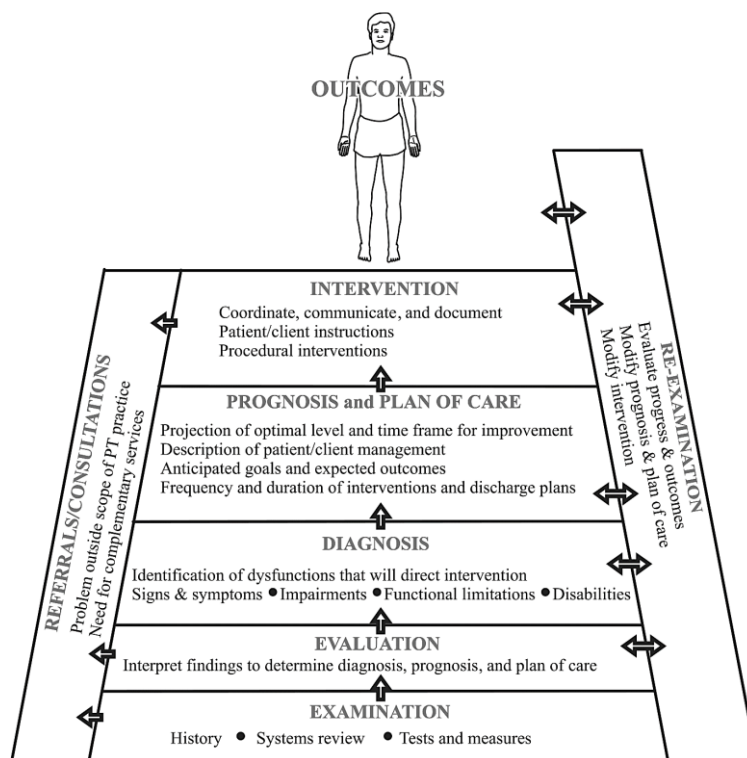 OUTCOMES
INTERVENTION
Coordinate, communicate, and document
Patient/client instructions
Procedural interventions
PROGNOSIS and PLAN OF CARE
Projection of optimal level and time frame for improvement
Description of patient/client management
Anticipated goals and expected outcomes
Frequency and duration of interventions and discharge plans
DIAGNOSIS
Identification of dysfunctions that will direct intervention
Signs & symptoms ● Impairments ● Functional limitations ● Disabilities
EVALUATION
Interpret findings to determine diagnosis, prognosis, and plan of care
EXAMINATION
History ● Systems review ● Tests and measures
REFERRALS/CONSULTATIONS
Problem outside scope of PT practice
Need for complementary services
RE-EXAMINATION
Evaluate progress & outcomes
Modify prognosis & plan of care
Modify intervention